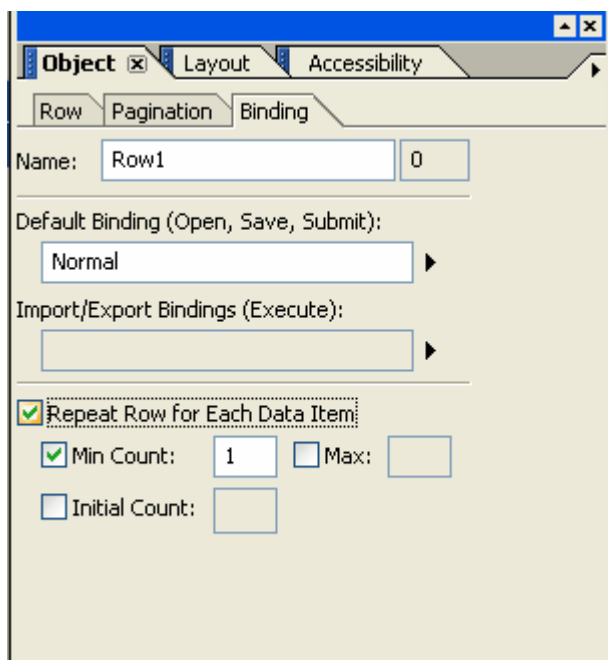 Object Layout Accessibility
Row Pagination Binding
Name: Row1 0
Default Binding (Open, Save, Submit):
Normal
Import/Export Bindings (Execute):
Repeat Row for Each Data Item
Min Count: 1 Max:
Initial Count: